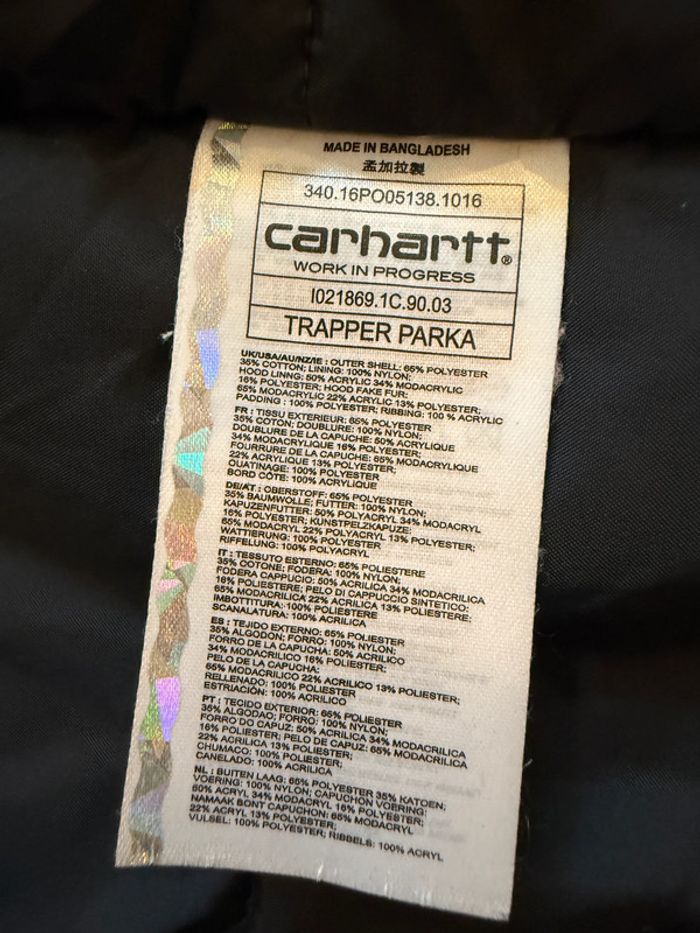 MADE IN BANGLADESH
孟加拉製
340.16PO05138.1016
carhartt®
WORK IN PROGRESS
I021869.1C.90.03
TRAPPER PARKA
UK/USA/AU/NZ/IE : OUTER SHELL: 65% POLYESTER
35% COTTON; LINING: 100% NYLON;
HOOD LINNG: 50% ACRYLIC 34% MODACRYLIC
16% POLYESTER; HOOD FAKE FUR:
65% MODACRYLIC 22% ACRYLIC 13% POLYESTER;
PADDING : 100% POLYESTER; RIBBING: 100 % ACRYLIC
FR : TISSU EXTERIEUR: 65% POLYESTER
35% COTON; DOUBLURE: 100% NYLON;
DOUBLURE DE LA CAPUCHE: 50% ACRYLIQUE
34% MODACRYLIQUE 16% POLYESTER;
FOURRURE DE LA CAPUCHE: 65% MODACRYLIQUE
22% ACRYLIQUE 13% POLYESTER;
OUATINAGE: 100% POLYESTER
BORD CÔTE: 100% ACRYLIQUE
DE/AT : OBERSTOFF: 65% POLYESTER
35% BAUMWOLLE; FUTTER: 100% NYLON;
KAPUZENFUTTER: 50% POLYACRYL 34% MODACRYL
16% POLYESTER; KUNSTPELZKAPUZE:
65% MODACRYL 22% POLYACRYL 13% POLYESTER;
WATTIERUNG: 100% POLYESTER
RIFFELUNG: 100% POLYACRYL
IT : TESSUTO ESTERNO: 65% POLIESTERE
35% COTONE; FODERA: 100% NYLON;
FODERA CAPPUCIO: 50% ACRILICA 34% MODACRILICA
16% POLIESTERE; PELO DI CAPPUCCIO SINTETICO:
65% MODACRILICA 22% ACRILICA 13% POLIESTERE:
IMBOTTITURA: 100% POLIESTERE
SCANALATURA: 100% ACRILICA
ES : TEJIDO EXTERNO: 65% POLIESTER
35% ALGODON; FORRO: 100% NYLON;
FORRO DE LA CAPUCHA: 50% ACRILICO
34% MODACRILICO 16% POLIESTER;
PELO DE LA CAPUCHA:
65% MODACRILICO 22% ACRILICO 13% POLIESTER;
RELLENADO: 100% POLIESTER
ESTRIACIÓN: 100% ACRILICO
PT : TECIDO EXTERIOR: 65% POLIESTER
35% ALGODAO; FORRO: 100% NYLON;
FORRO DO CAPUZ: 50% ACRILICA 34% MODACRILICA
16% POLIESTER; PELO DE CAPUZ: 65% MODACRILICA
22% ACRILICA 13% POLIESTER;
CHUMACO: 100% POLIESTER;
CANELADO: 100% ACRILICA
NL : BUITEN LAAG: 65% POLYESTER 35% KATOEN;
VOERING: 100% NYLON; CAPUCHON VOERING:
50% ACRYL 34% MODACRYL 16% POLYESTER;
NAMAAK BONT CAPUCHON: 65% MODACRYL
22% ACRYL 13% POLYESTER;
VULSEL: 100% POLYESTER; RIBBELS: 100% ACRYL